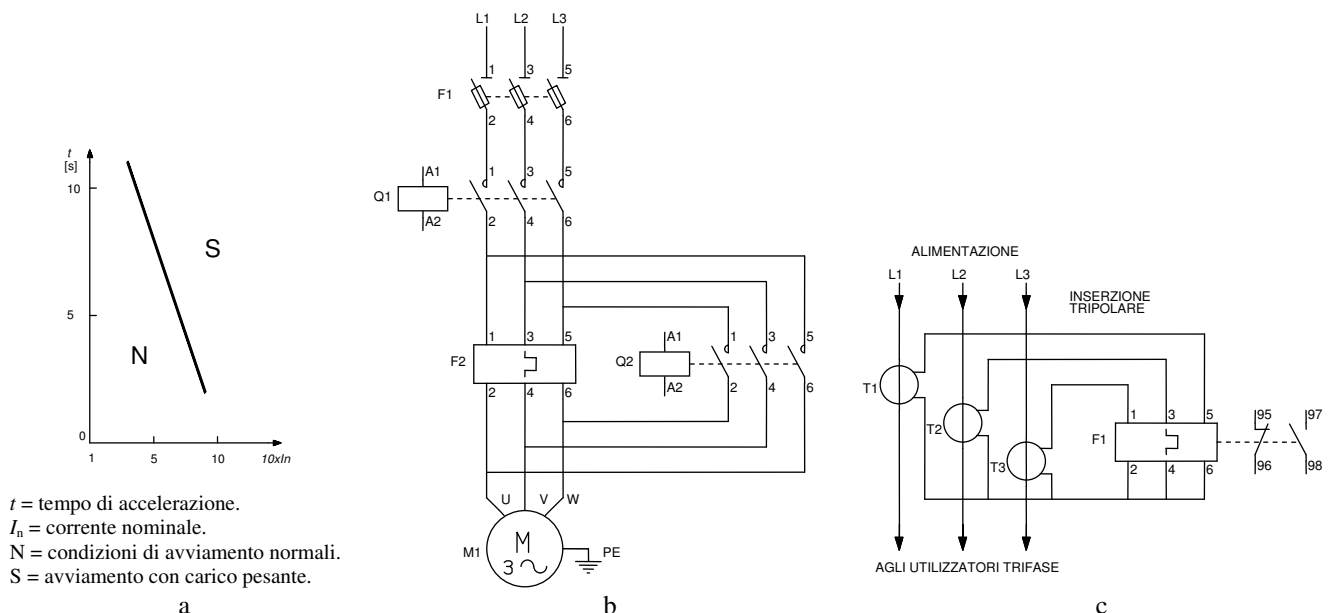 t
[s]
10
5
0
1 5 10 10xIn
S
N
t = tempo di accelerazione.
In = corrente nominale.
N = condizioni di avviamento normali.
S = avviamento con carico pesante.
a
L1 L2 L3
1 3 5
F1
2 4 6
A1 1 3 5
Q1
A2 2 4 6
1 3 5
F2
2 4 6
A1 1 3 5
Q2
A2 2 4 6
U V W
M1 M PE
3
b
ALIMENTAZIONE
L1 L2 L3
INSERZIONE
TRIPOLARE
T1
T2
T3
1 3 5 95 97
F1
2 4 6 96 98
AGLI UTILIZZATORI TRIFASE
c